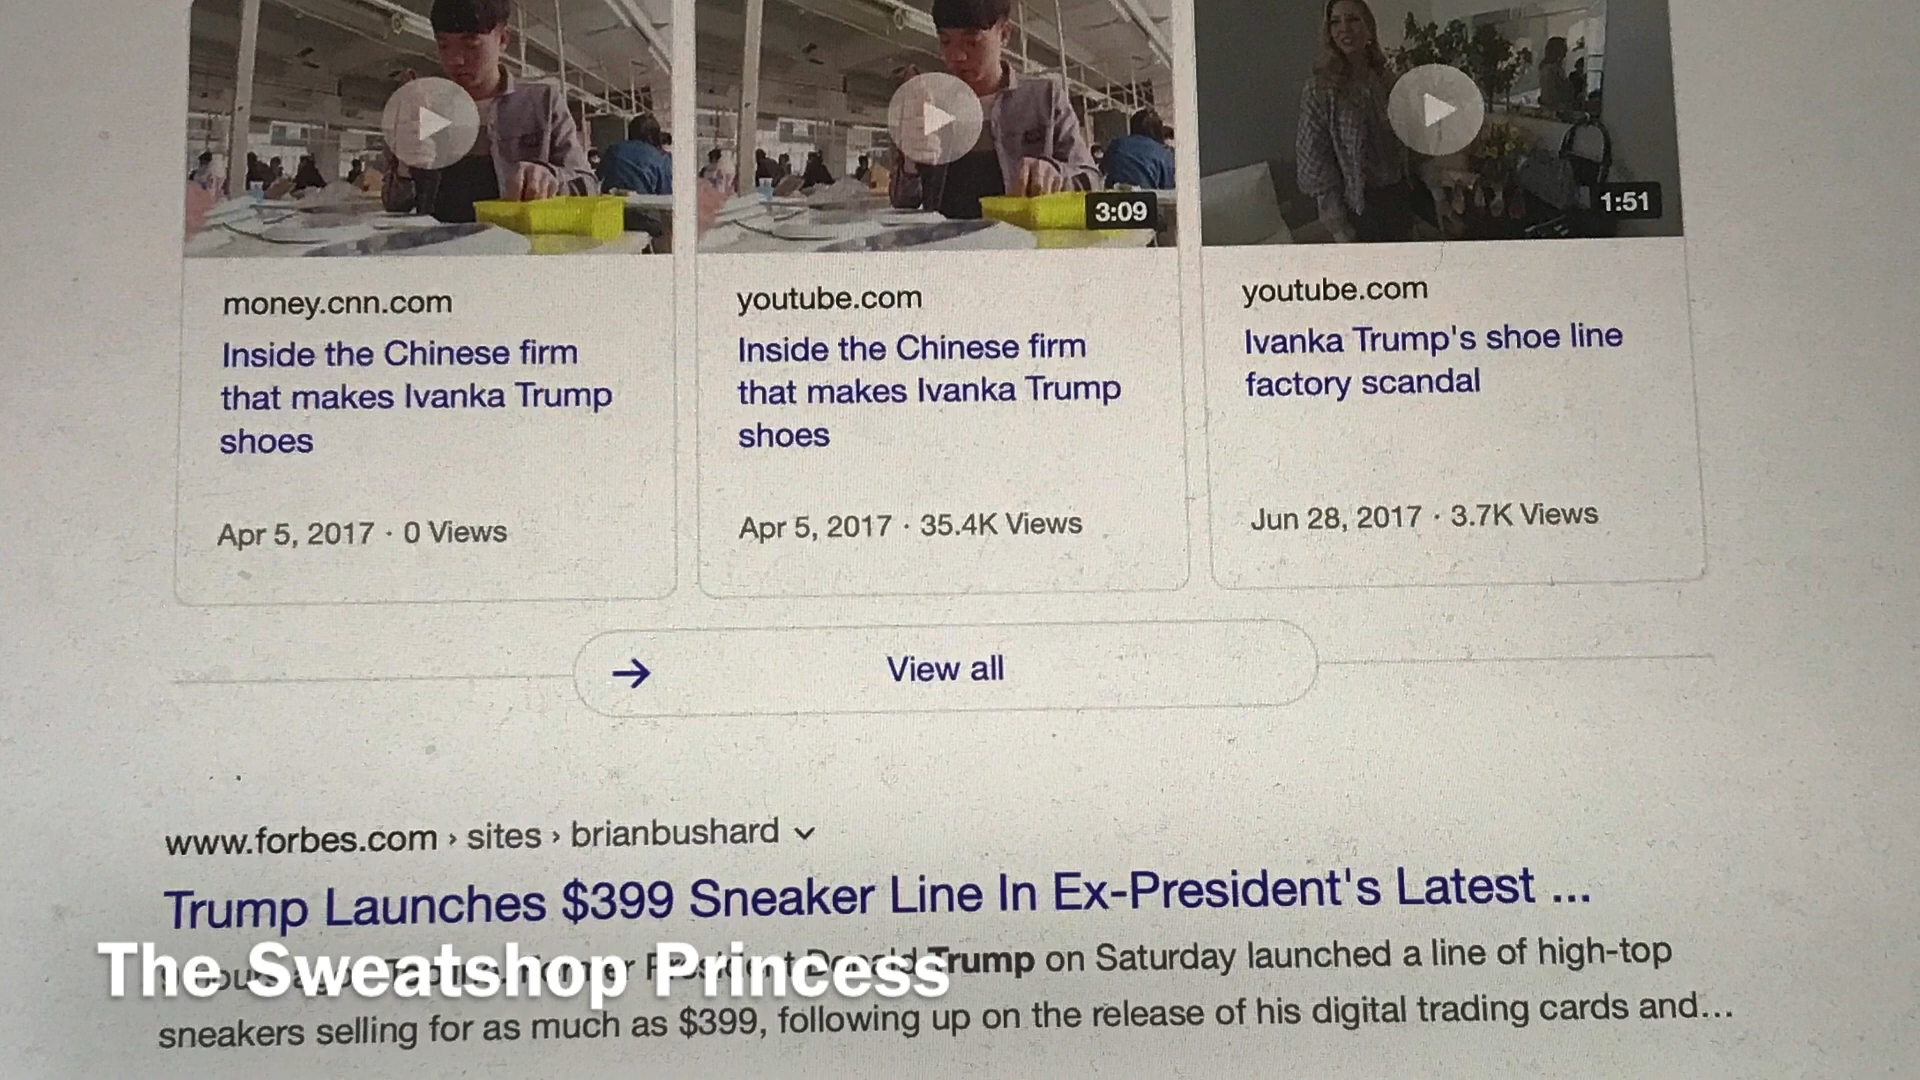 3:09
1:51
money.cnn.com
Inside the Chinese firm
that makes Ivanka Trump
shoes
Apr 5, 2017 · 0 Views
youtube.com
Inside the Chinese firm
that makes Ivanka Trump
shoes
Apr 5, 2017 · 35.4K Views
youtube.com
Ivanka Trump's shoe line
factory scandal
Jun 28, 2017 · 3.7K Views
View all
www.forbes.com › sites › brianbushard
Trump Launches $399 Sneaker Line In Ex-President's Latest ...
The Sweatshop Princess
President Donald Trump on Saturday launched a line of high-top
sneakers selling for as much as $399, following up on the release of his digital trading cards and...